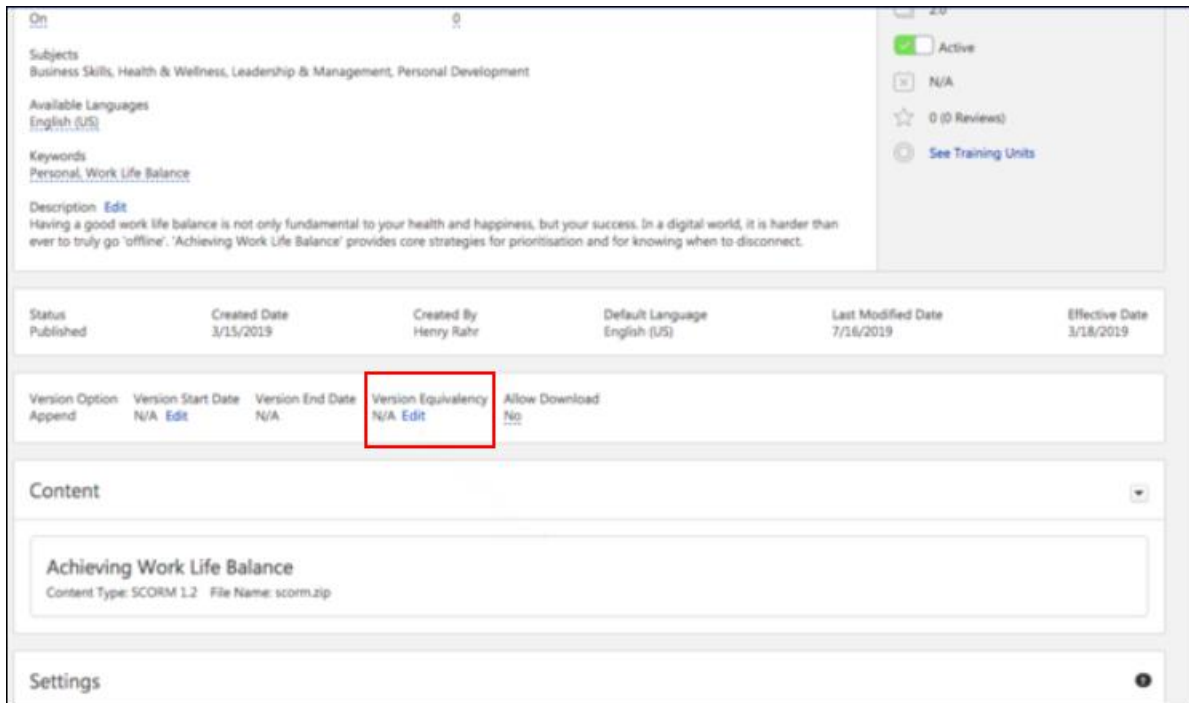 On 0
2.0
Subjects
Business Skills, Health & Wellness, Leadership & Management, Personal Development
Active
Available Languages
English (US)
N/A
0 (0 Reviews)
Keywords
Personal, Work Life Balance
See Training Units
Description Edit
Having a good work life balance is not only fundamental to your health and happiness, but your success. In a digital world, it is harder than
ever to truly go 'offline'. 'Achieving Work Life Balance' provides core strategies for prioritisation and for knowing when to disconnect.
Status Created Date Created By Default Language Last Modified Date Effective Date
Published 3/15/2019 Henry Rahr English (US) 7/16/2019 3/18/2019
Version Option Version Start Date Version End Date Version Equivalency Allow Download
Append N/A Edit N/A N/A Edit No
Content
Achieving Work Life Balance
Content Type: SCORM 1.2 File Name: scorm.zip
Settings
?